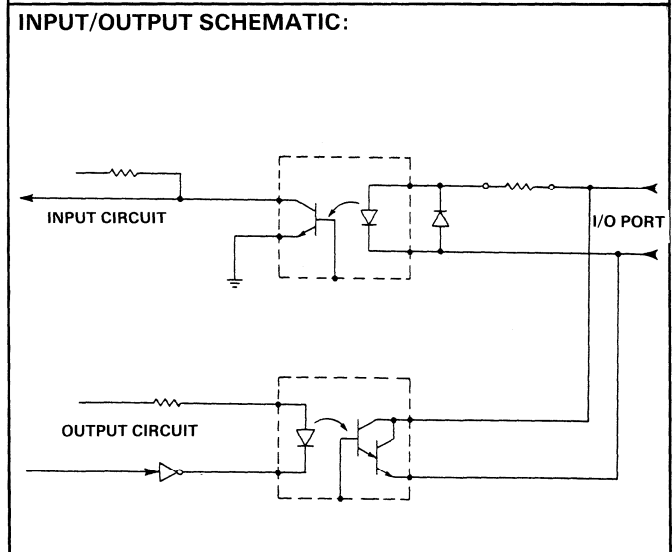 INPUT/OUTPUT SCHEMATIC:
INPUT CIRCUIT
I/O PORT
OUTPUT CIRCUIT